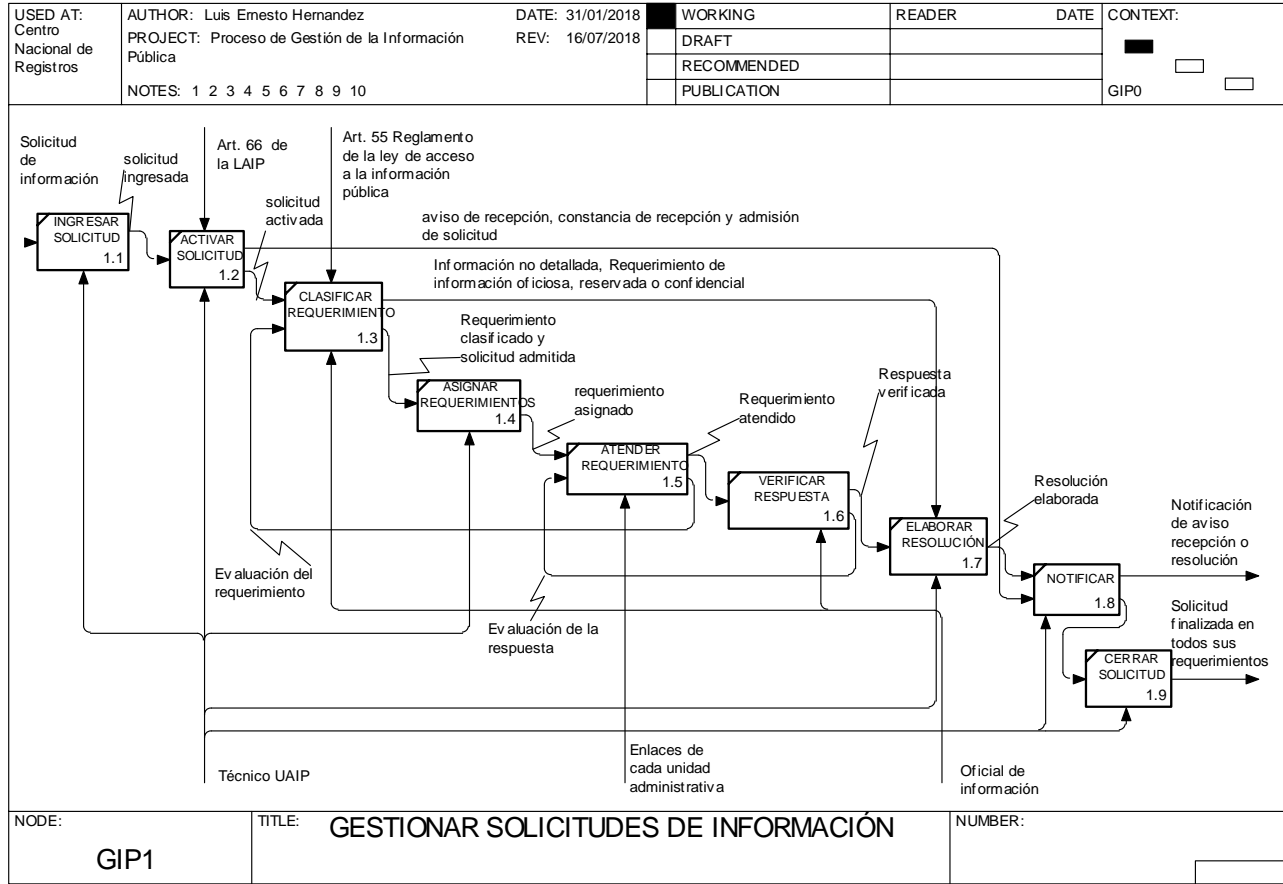 USED AT:
Centro
Nacional de
Registros
AUTHOR: Luis Ernesto Hernandez
DATE: 31/01/2018
PROJECT: Proceso de Gestión de la Información
Pública
REV: 16/07/2018
NOTES: 1 2 3 4 5 6 7 8 9 10
WORKING
DRAFT
RECOMMENDED
PUBLICATION
READER
DATE
CONTEXT:
GIP0
Solicitud
de
información
solicitud
ingresada
Art. 66 de
la LAIP
Art. 55 Reglamento
de la ley de acceso
a la información
pública
solicitud
activada
aviso de recepción, constancia de recepción y admisión
de solicitud
INGRESAR
SOLICITUD
1.1
ACTIVAR
SOLICITUD
1.2
Información no detallada, Requerimiento de
información oficiosa, reservada o confidencial
CLASIFICAR
REQUERIMIENTO
1.3
Requerimiento
clasificado y
solicitud admitida
ASIGNAR
REQUERIMIENTOS
1.4
requerimiento
asignado
Requerimiento
atendido
Respuesta
verificada
ATENDER
REQUERIMIENTO
1.5
VERIFICAR
RESPUESTA
1.6
Resolución
elaborada
ELABORAR
RESOLUCIÓN
1.7
Notificación
de aviso
recepción o
resolución
Evaluación del
requerimiento
NOTIFICAR
1.8
Evaluación de la
respuesta
Solicitud
finalizada en
todos sus
requerimientos
CERRAR
SOLICITUD
1.9
Técnico UAIP
Enlaces de
cada unidad
administrativa
Oficial de
información
NODE:
GIP1
TITLE:
GESTIONAR SOLICITUDES DE INFORMACIÓN
NUMBER: